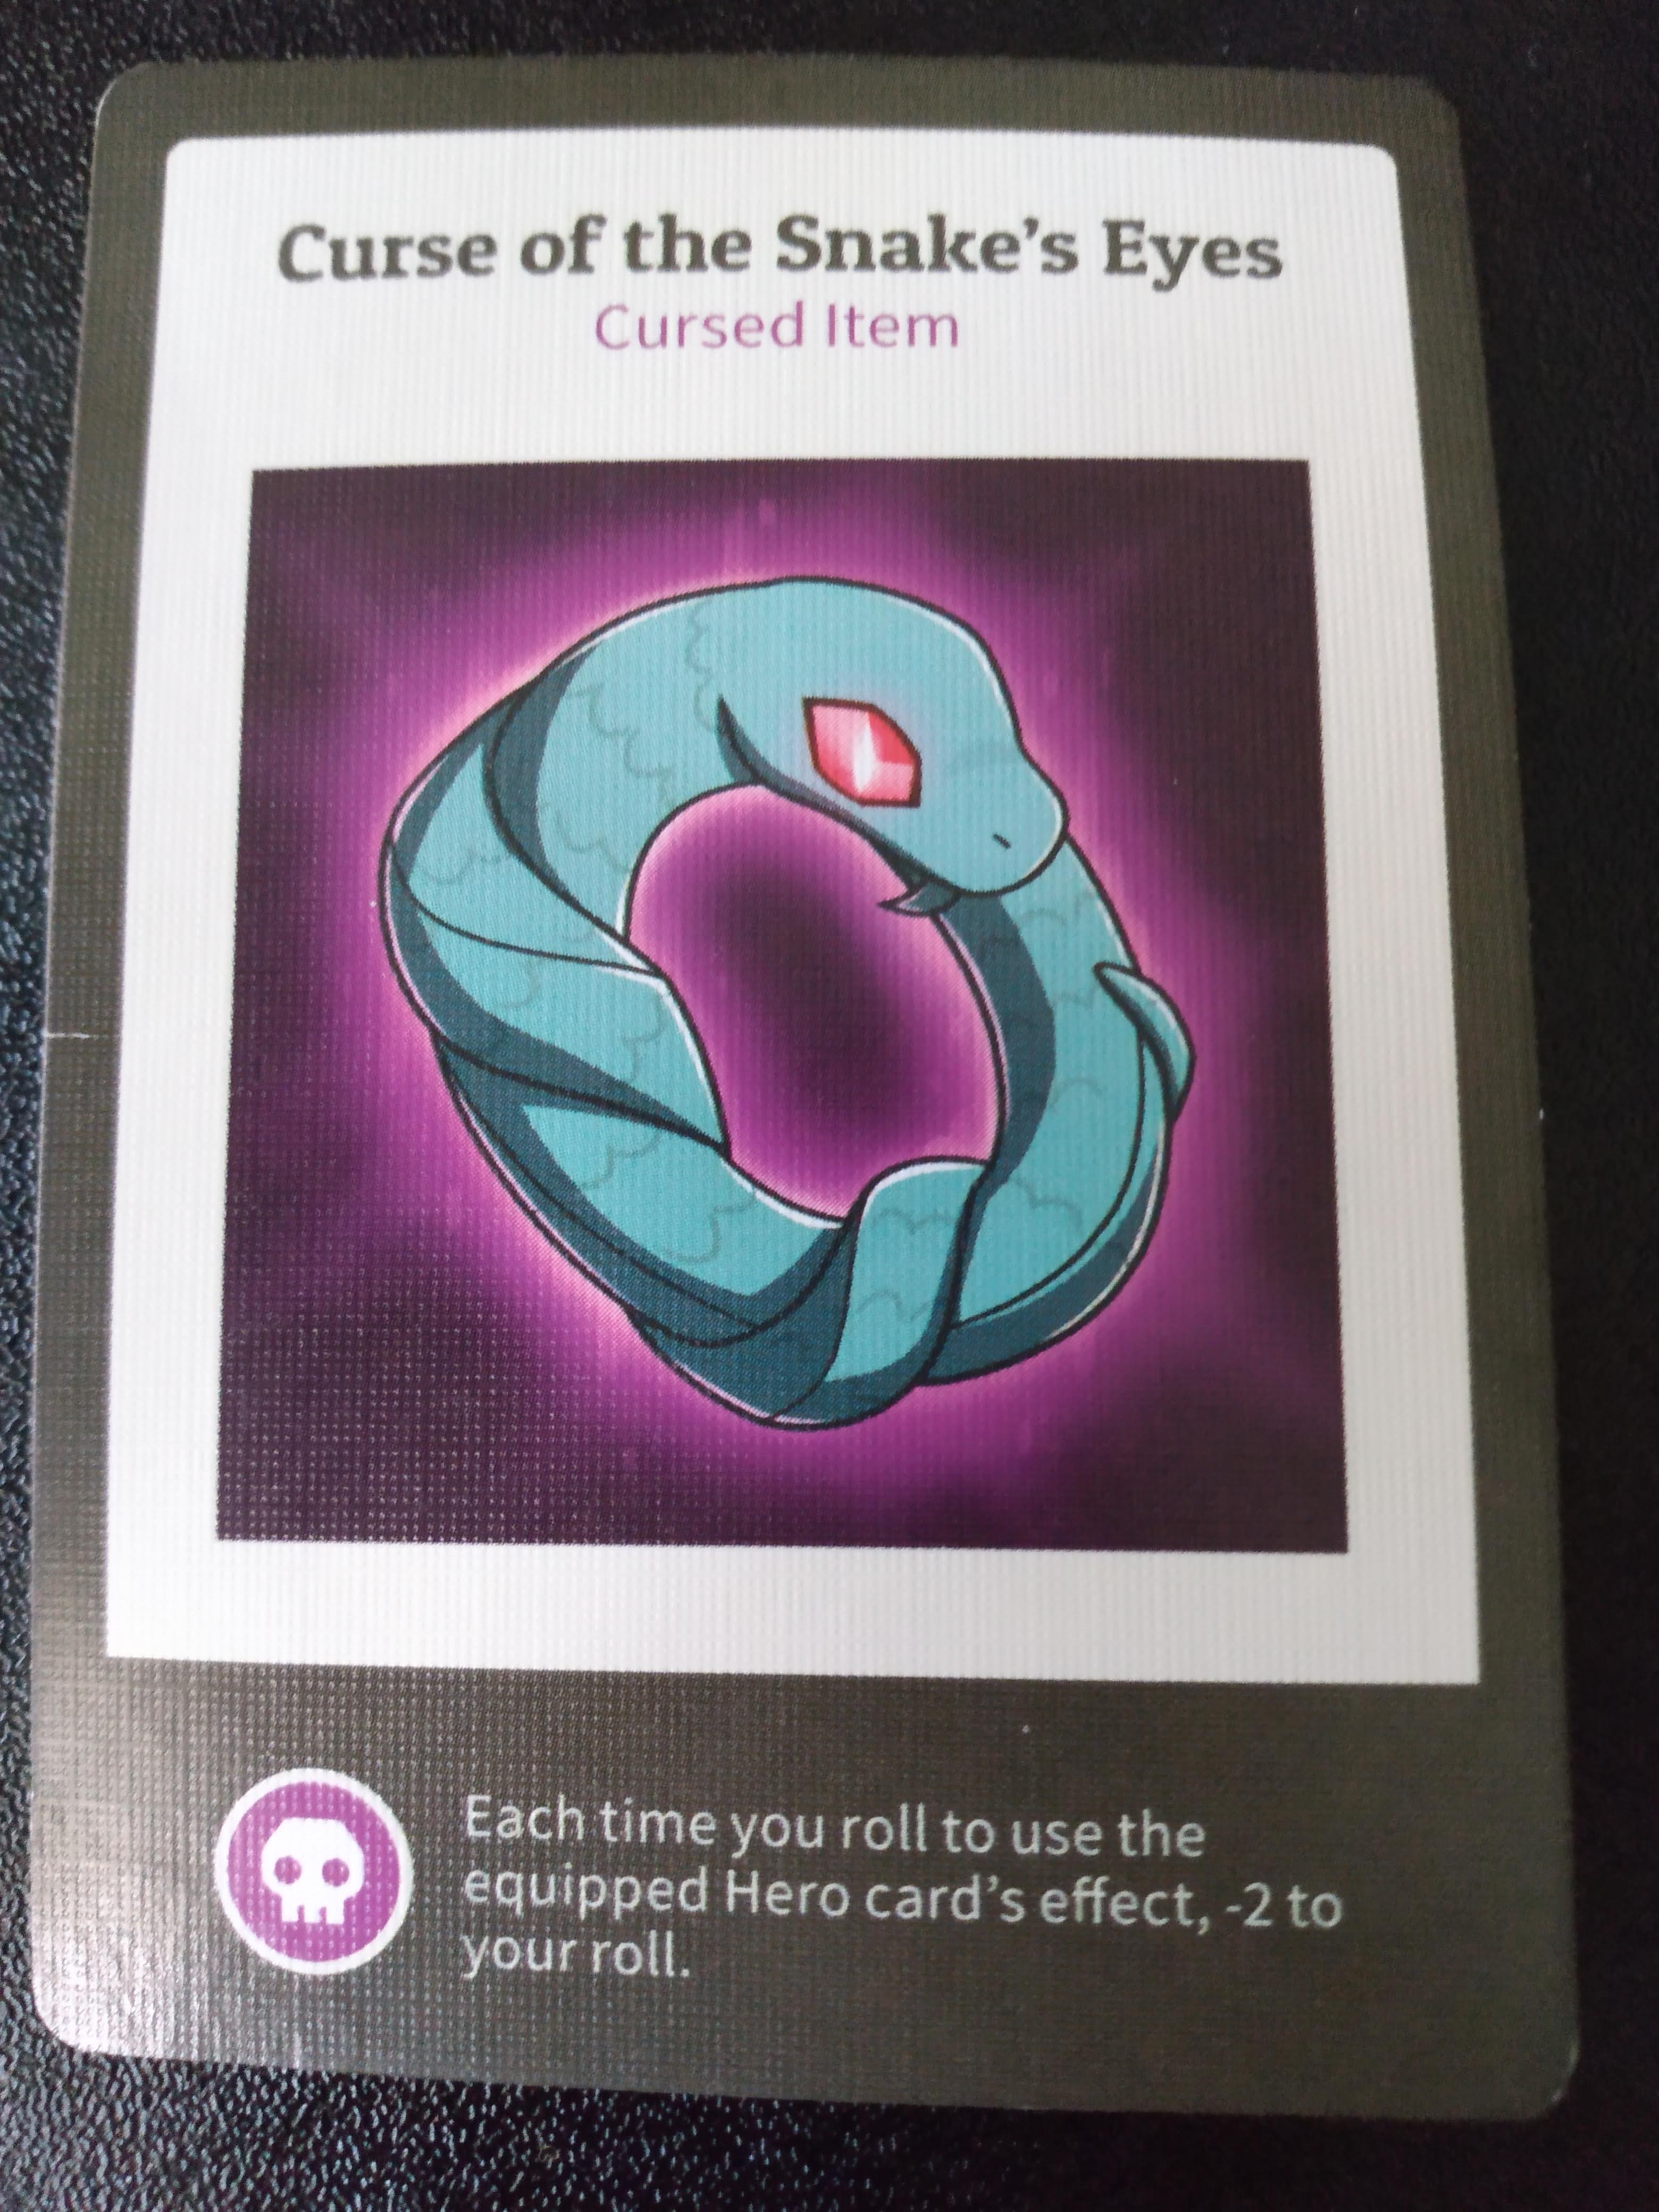 Curse of the Snake’s Eyes
Cursed Item
Each time you roll to use the
equipped Hero card’s effect, -2 to
your roll.